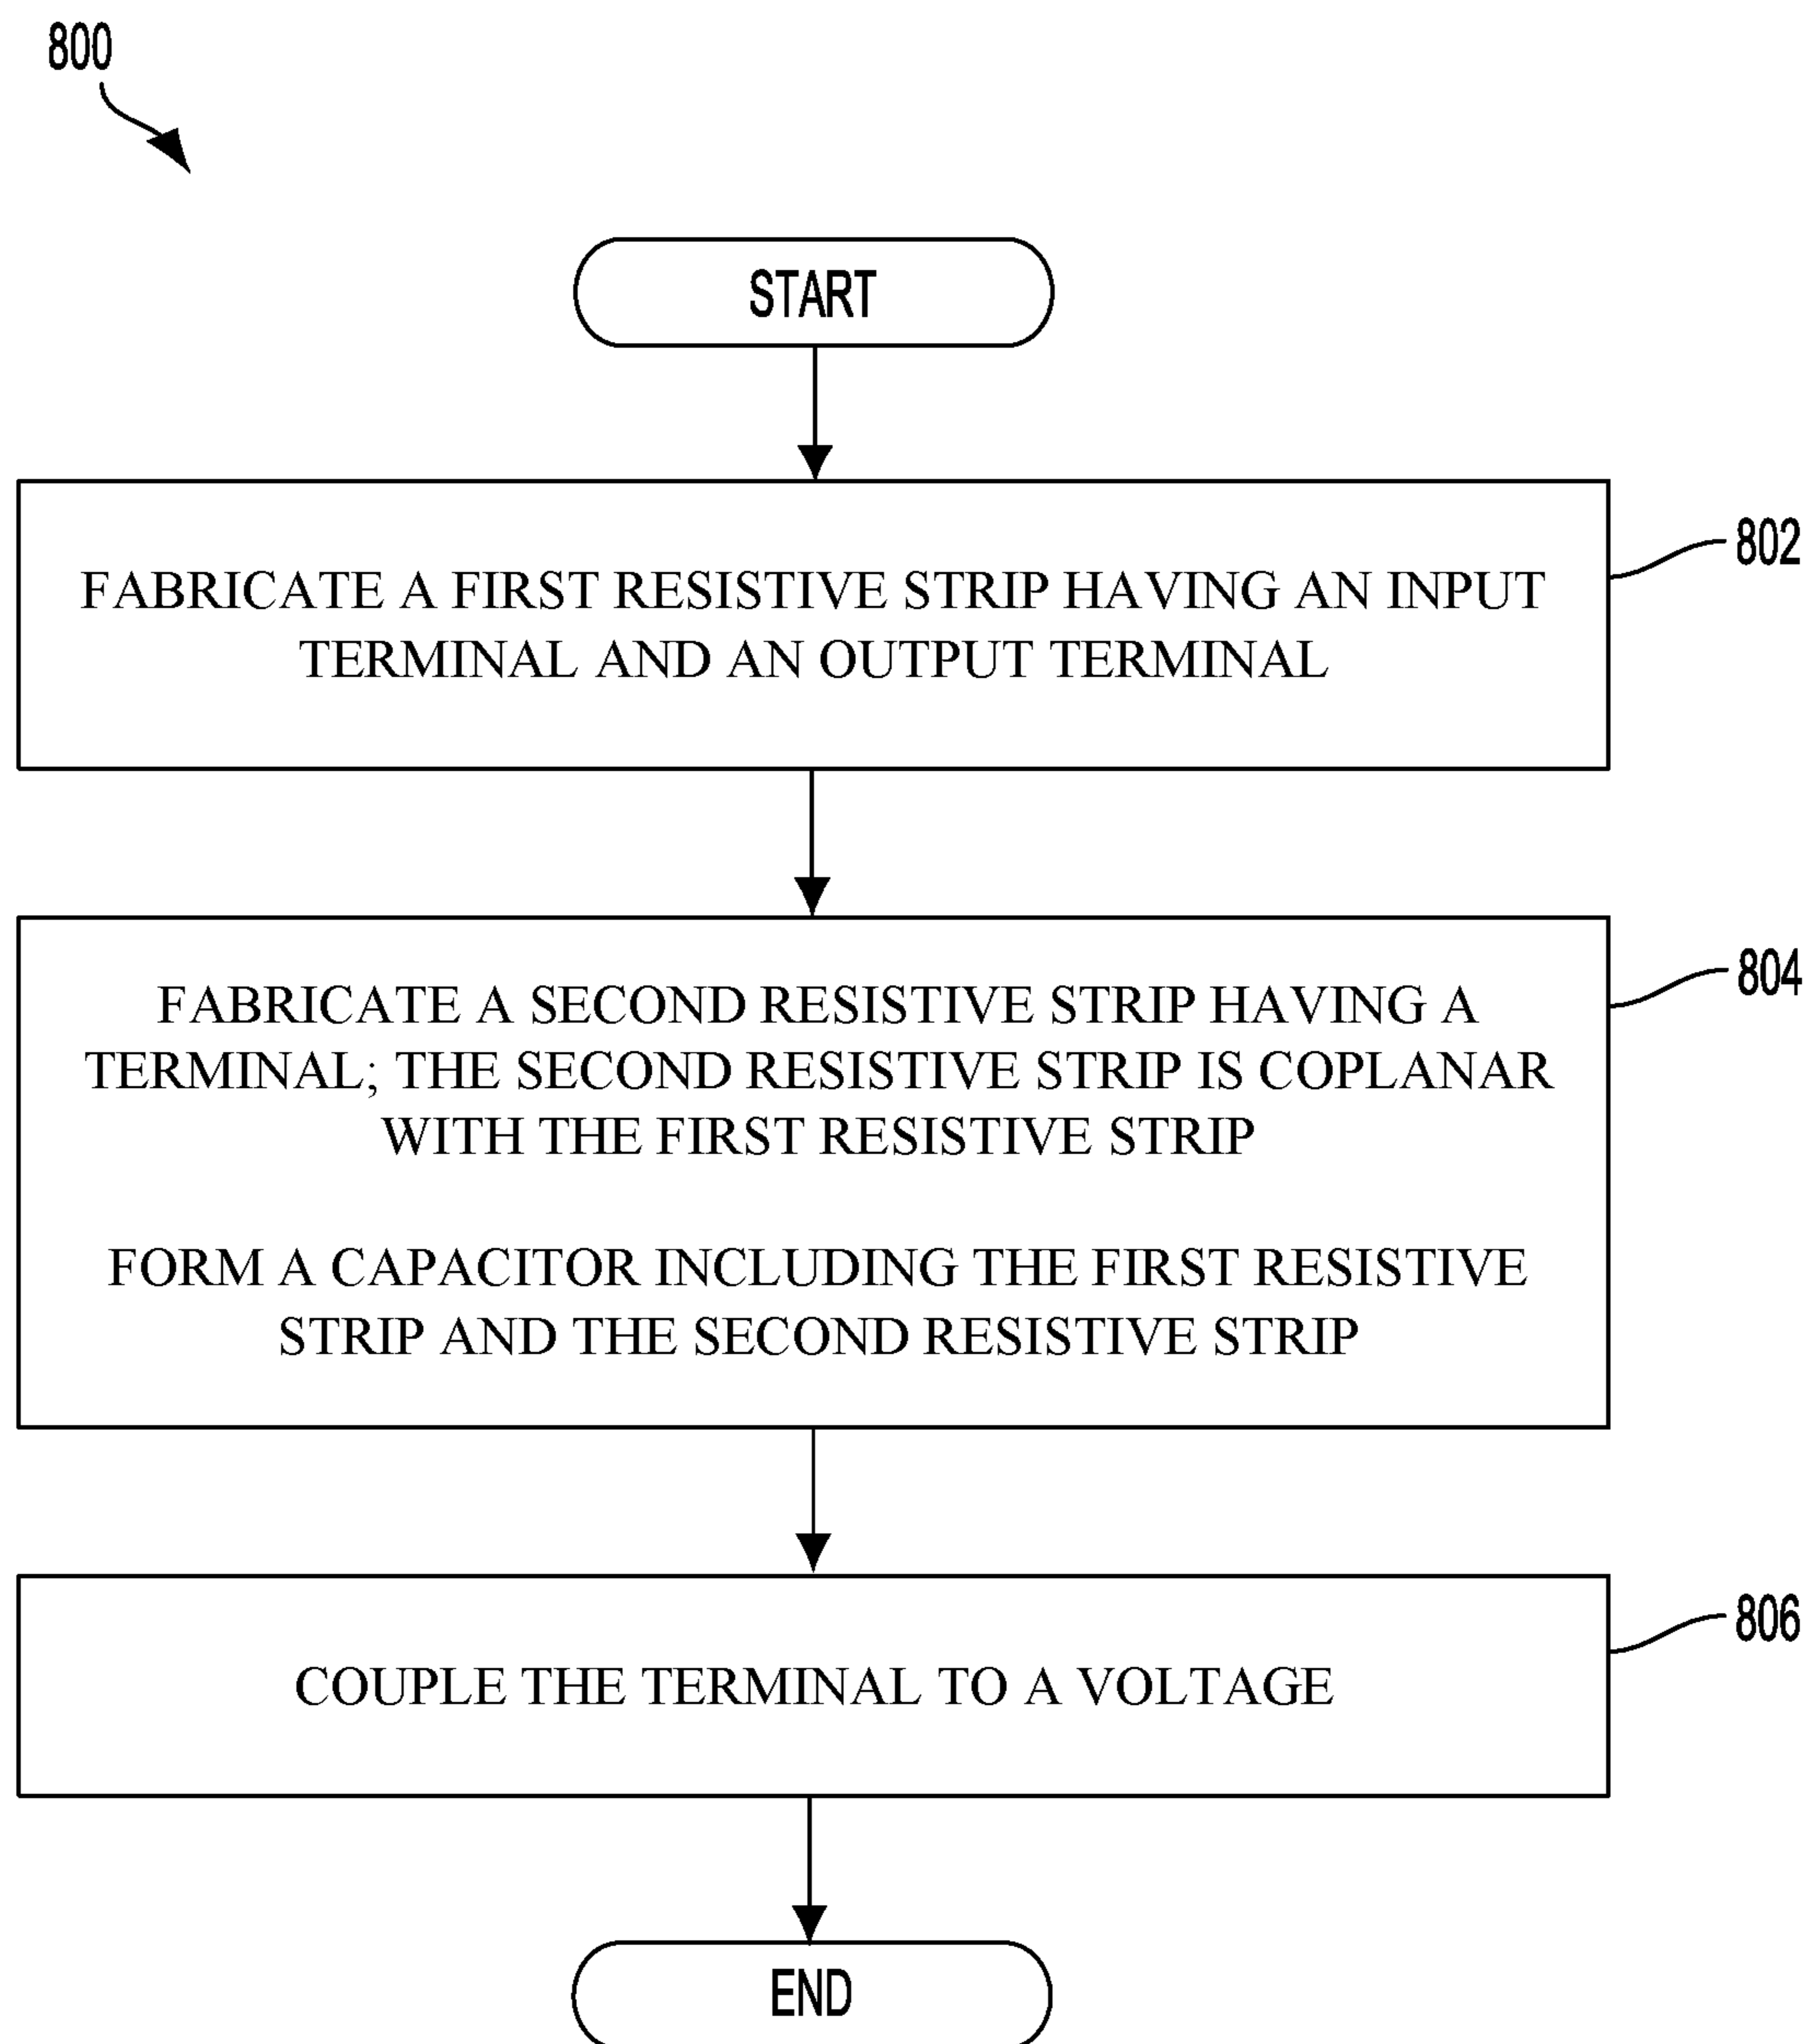 800
START
FABRICATE A FIRST RESISTIVE STRIP HAVING AN INPUT
TERMINAL AND AN OUTPUT TERMINAL
802
FABRICATE A SECOND RESISTIVE STRIP HAVING A
TERMINAL; THE SECOND RESISTIVE STRIP IS COPLANAR
WITH THE FIRST RESISTIVE STRIP
FORM A CAPACITOR INCLUDING THE FIRST RESISTIVE
STRIP AND THE SECOND RESISTIVE STRIP
804
COUPLE THE TERMINAL TO A VOLTAGE
806
END